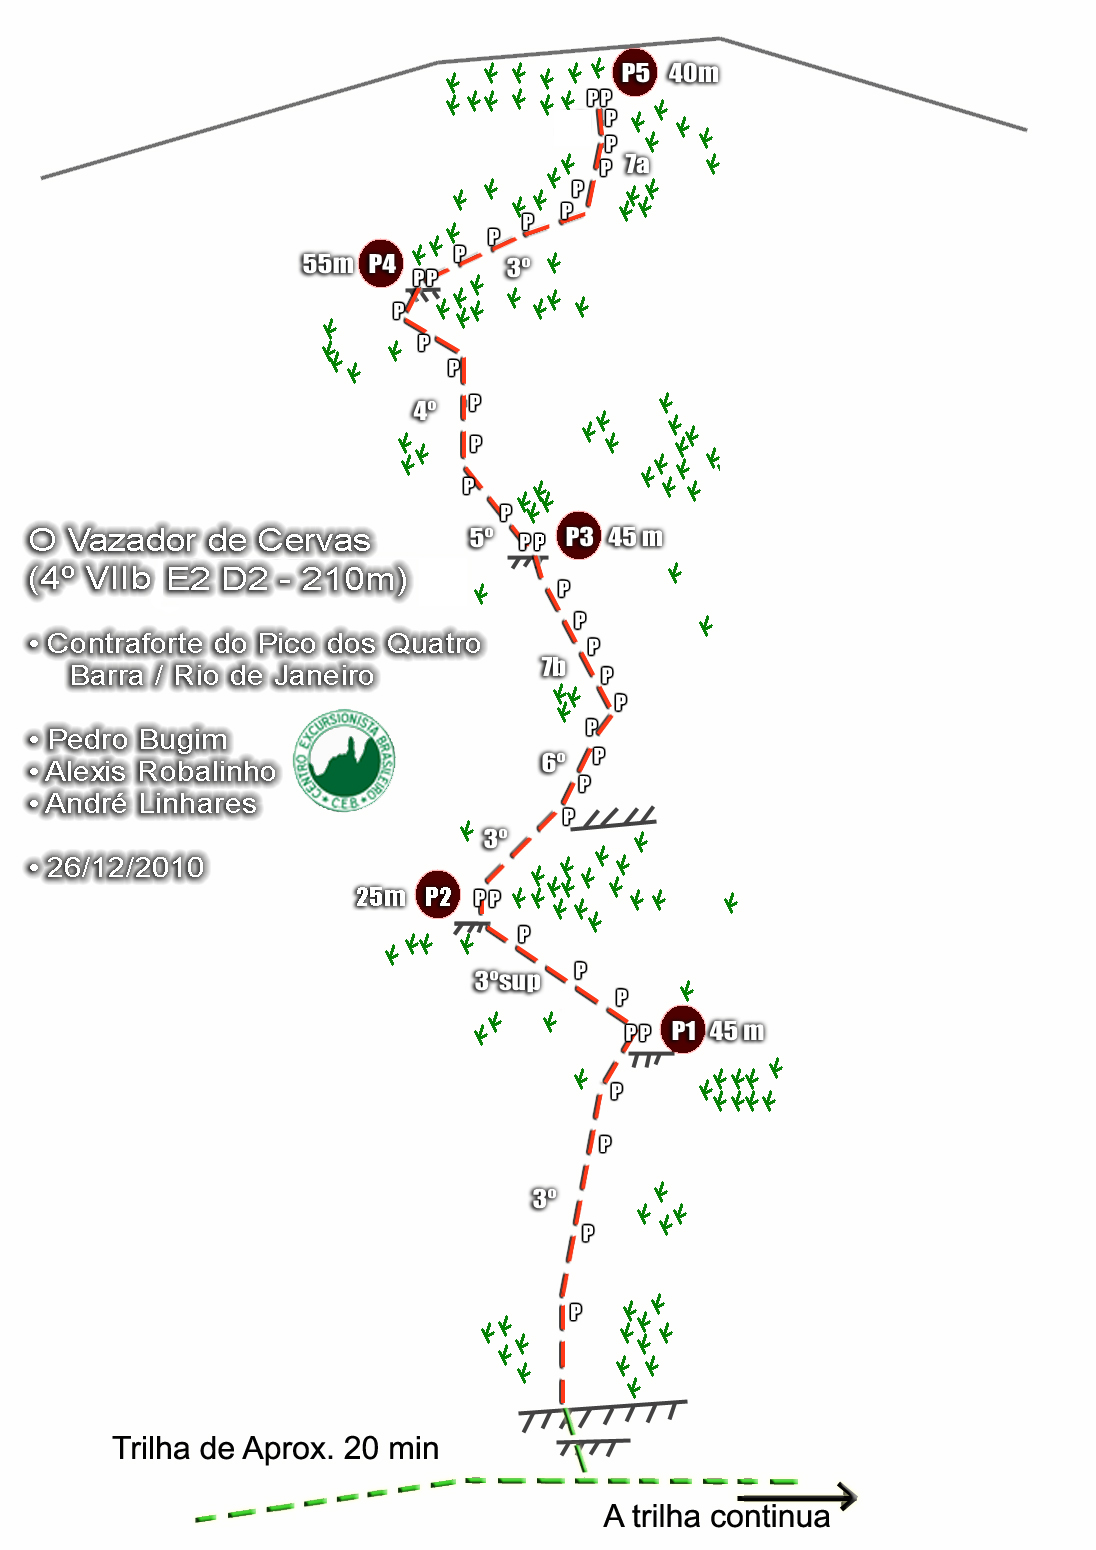 P5 40m
PP
P
P
P
7a
P
P
P
P
P
3º
55m P4
PP
P
P
P
4º
P
P
P
P
5º
PP
P3 45 m
O Vazador de Cervas
(4º VIIb E2 D2 - 210m)
• Contraforte do Pico dos Quatro
Barra / Rio de Janeiro
• Pedro Bugim
• Alexis Robalinho
• André Linhares
• 26/12/2010
CENTRO EXCURSIONISTA BRASILEIRO
• C.E.B. •
P
P
P
7b
P
P
P
P
6º
P
P
3º
25m P2
PP
P
3ºsup
P
P
PP
P1 45 m
P
P
3º
P
P
Trilha de Aprox. 20 min
A trilha continua